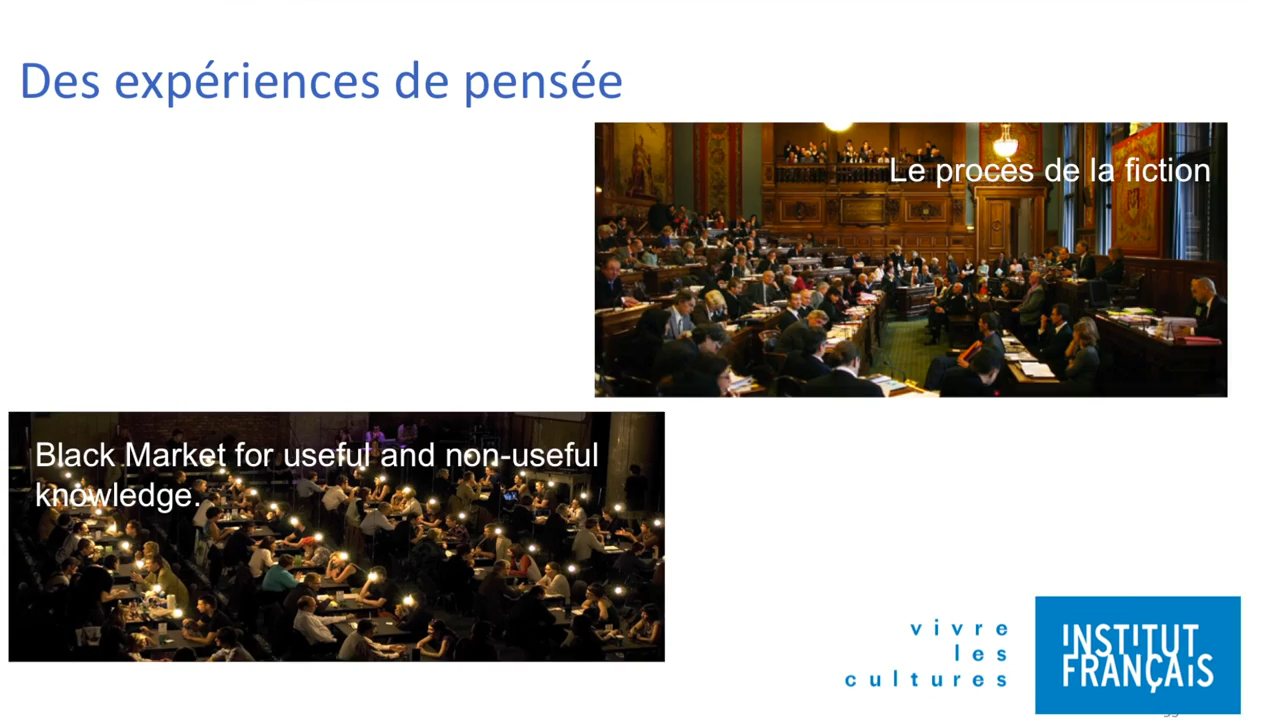 Des expériences de pensée
Le procès de la fiction
Black Market for useful and non-useful
knowledge.
vivre
les
cultures
INSTITUT
FRANÇAIS